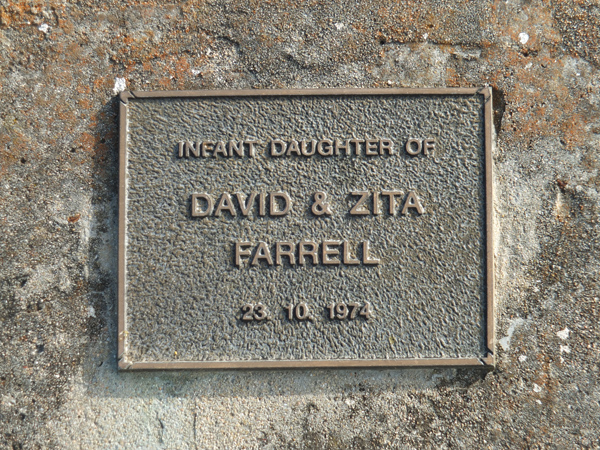 INFANT DAUGHTER OF
DAVID & ZITA
FARRELL
23. 10. 1974